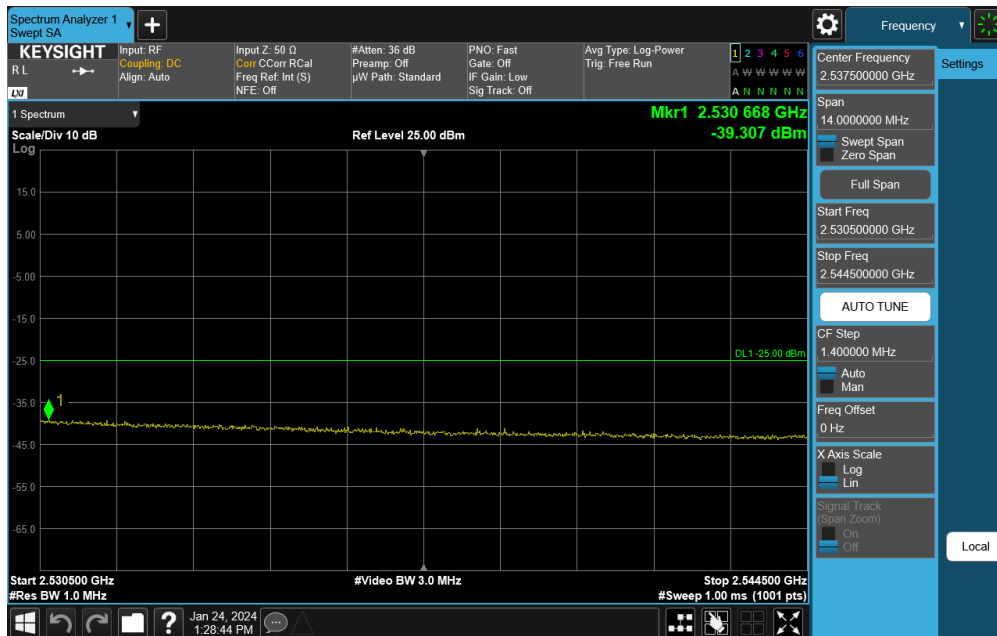 Spectrum Analyzer 1
Swept SA
+
KEYSIGHT
R L
LXI
Input: RF
Coupling: DC
Align: Auto
Input Z: 50 Ω
Corr CCorr RCal
Freq Ref: Int (S)
NFE: Off
#Atten: 36 dB
Preamp: Off
µW Path: Standard
PNO: Fast
Gate: Off
IF Gain: Low
Sig Track: Off
Avg Type: Log-Power
Trig: Free Run
1 2 3 4 5 6
A W W W W W
A N N N N N
1 Spectrum
Scale/Div 10 dB
Log
Ref Level 25.00 dBm
Mkr1 2.530 668 GHz
-39.307 dBm
15.0
5.00
-5.00
-15.0
-25.0
-35.0
-45.0
-55.0
-65.0
DL1 -25.00 dBm
1
Start 2.530500 GHz
#Res BW 1.0 MHz
#Video BW 3.0 MHz
Stop 2.544500 GHz
#Sweep 1.00 ms (1001 pts)
?
Jan 24, 2024
1:28:44 PM
Frequency
Settings
Center Frequency
2.537500000 GHz
Span
14.0000000 MHz
Swept Span
Zero Span
Full Span
Start Freq
2.530500000 GHz
Stop Freq
2.544500000 GHz
AUTO TUNE
CF Step
1.400000 MHz
Auto
Man
Freq Offset
0 Hz
X Axis Scale
Log
Lin
Signal Track
(Span Zoom)
On
Off
Local